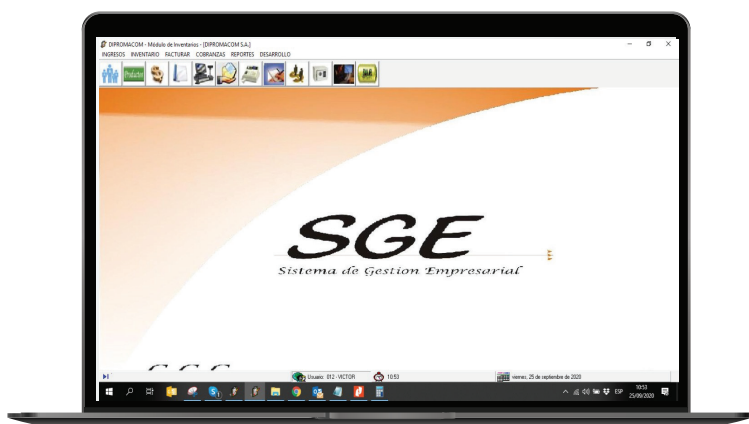 DIPROMACOM - Módulo de Inventarios - [DIPROMACOM S.A.]
INGRESOS INVENTARIO FACTURAR COBRANZAS REPORTES DESARROLLO
Productos
SGE
Sistema de Gestion Empresarial
Usuario: 012 - VICTOR
10:53
viernes, 25 de septiembre de 2020
ESP
10:53
25/09/2020